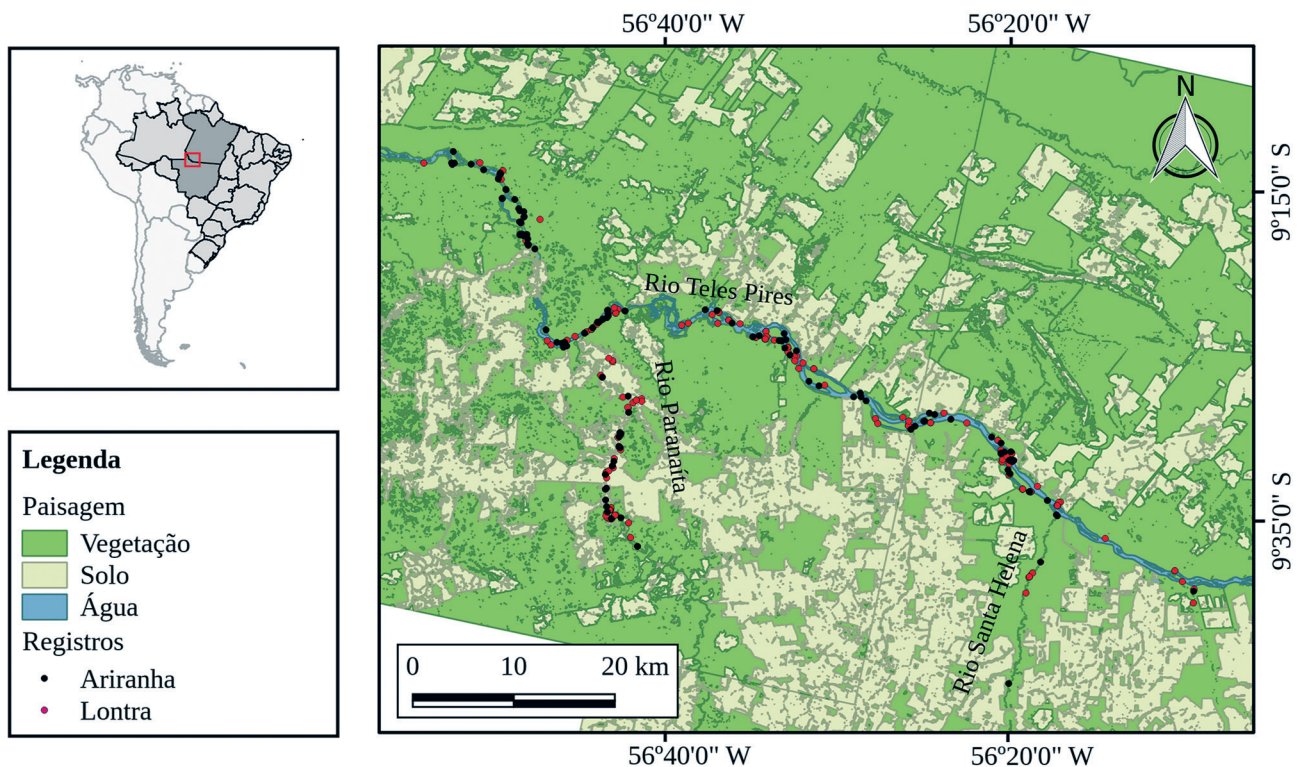 56º40'0" W
56º20'0" W
N
9º15'0" S
Rio Teles Pires
Rio Paranaíta
Legenda
Paisagem
Vegetação
Solo
Água
Registros
Ariranha
Lontra
9º35'0" S
Rio Santa Helena
0 10 20 km
56º40'0" W
56º20'0" W